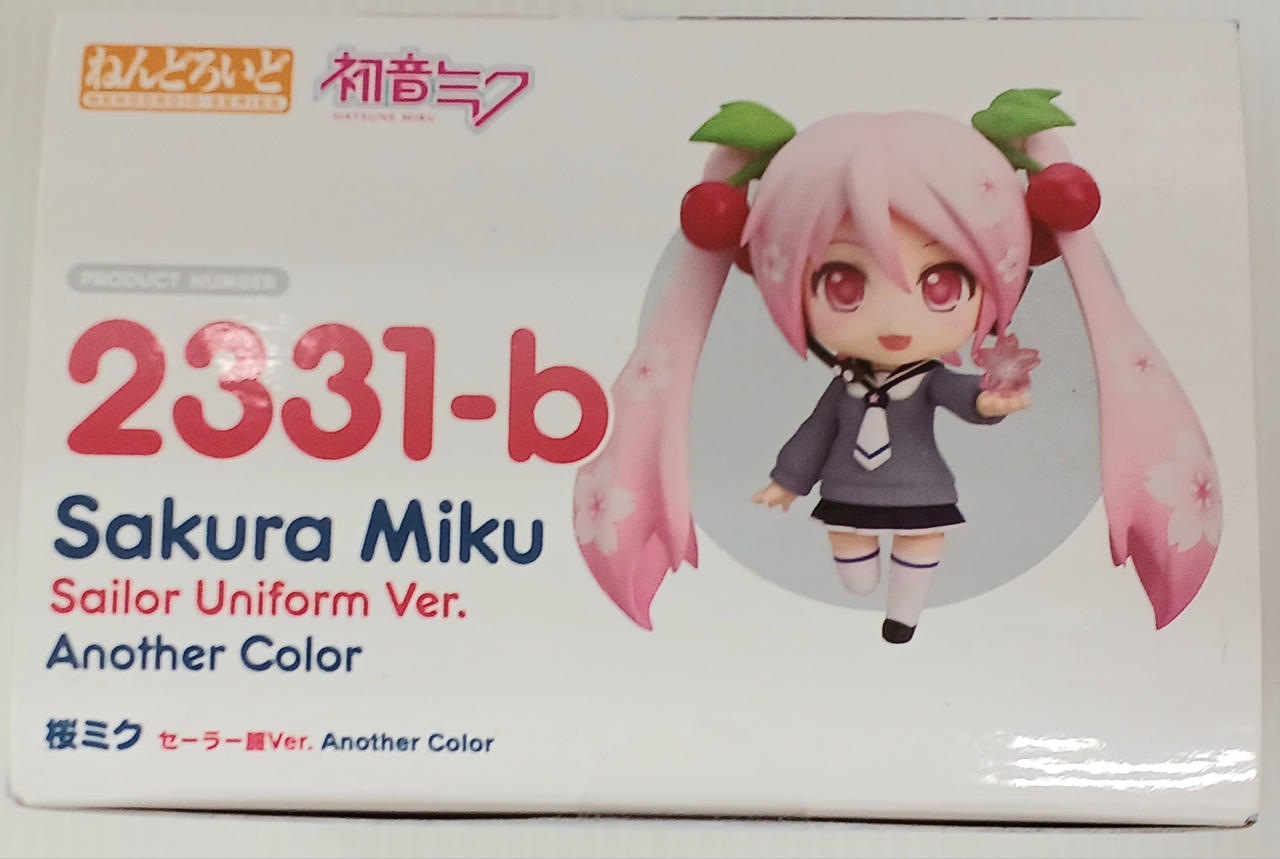 ねんどろいど
NENDOROID SERIES
初音ミク
HATSUNE MIKU
PRODUCT NUMBER
2331-b
Sakura Miku
Sailor Uniform Ver.
Another Color
桜ミク セーラー服Ver. Another Color